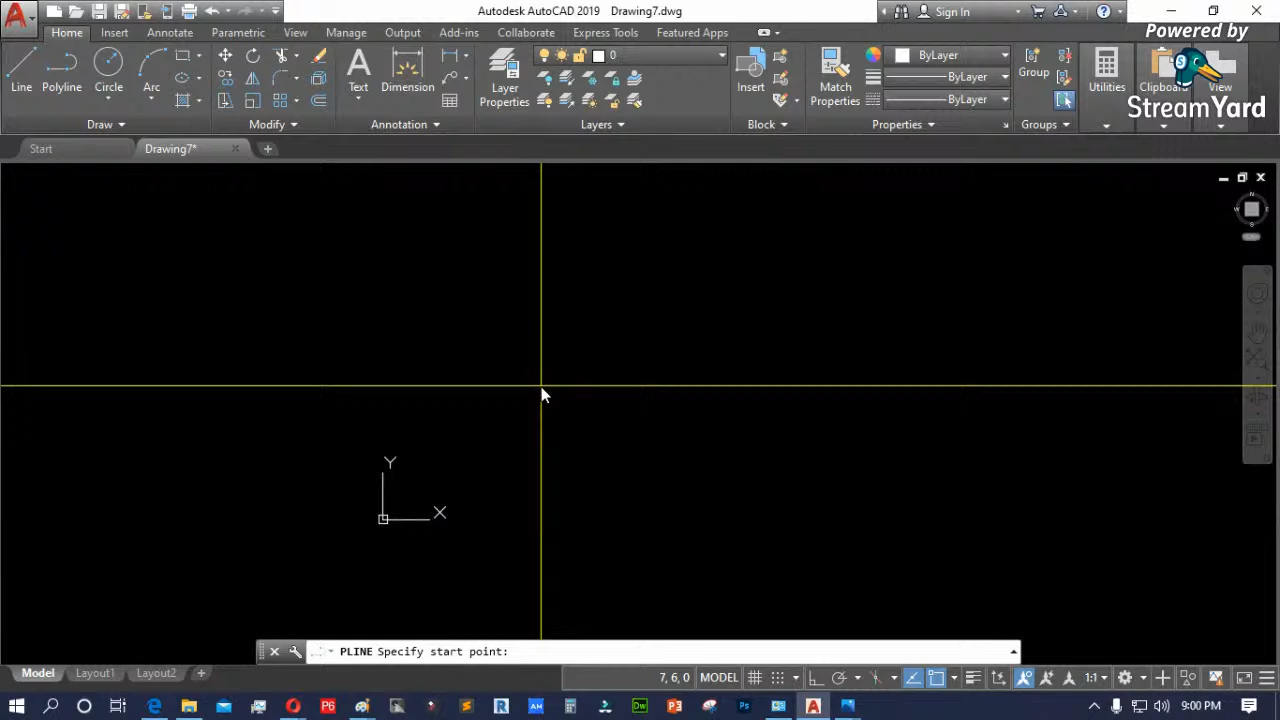 Autodesk AutoCAD 2019 Drawing7.dwg
Sign In
Powered by
StreamYard
Home Insert Annotate Parametric View Manage Output Add-ins Collaborate Express Tools Featured Apps
Line Polyline Circle Arc
Text Dimension
Layer Properties
0
Insert
Match Properties
ByLayer
ByLayer
ByLayer
Group
Utilities
Clipboard
View
Draw Modify Annotation Layers Block Properties Groups
Start Drawing7*
N
W
E
S
Y
X
PLINE Specify start point:
Model Layout1 Layout2
7, 6, 0 MODEL
1:1
9:00 PM